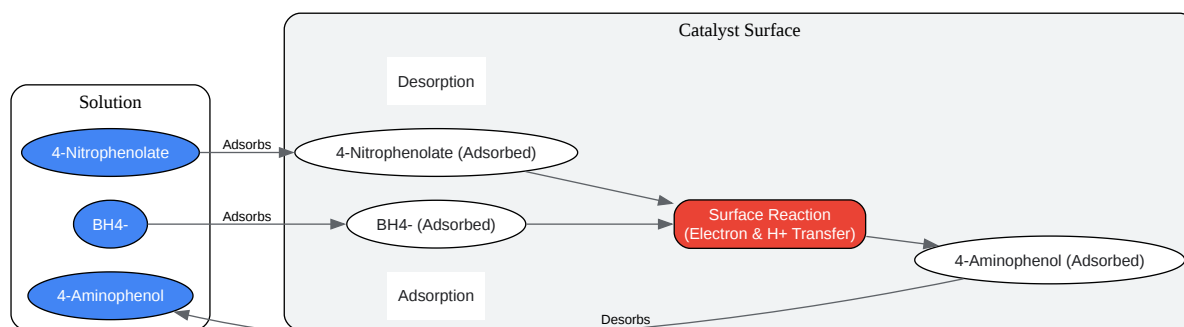 Catalyst Surface
Desorption
Solution
4-Nitrophenolate
Adsorbs
4-Nitrophenolate (Adsorbed)
BH4-
Adsorbs
BH4- (Adsorbed)
Surface Reaction
(Electron & H+ Transfer)
4-Aminophenol (Adsorbed)
4-Aminophenol
Adsorption
Desorbs